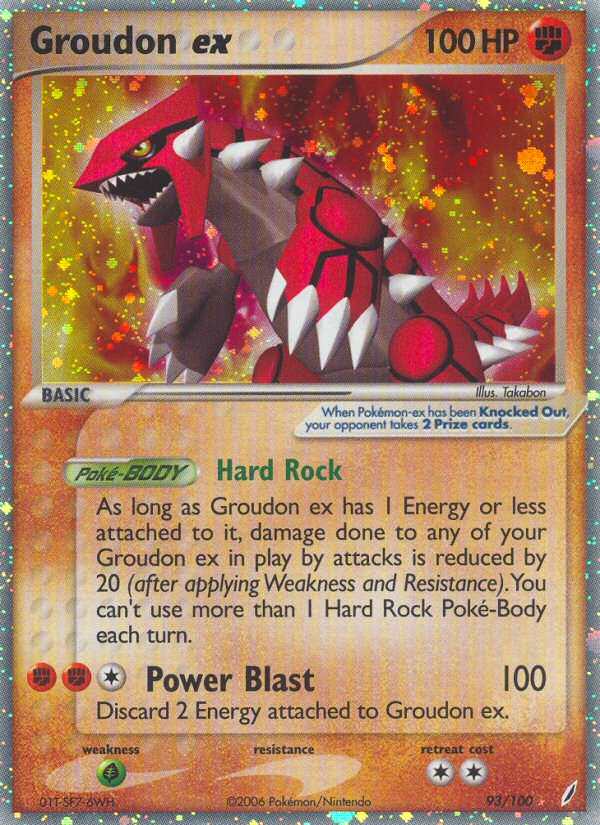 Groudon ex 100 HP
BASIC
Illus. Takabon
When Pokémon-ex has been Knocked Out,
your opponent takes 2 Prize cards.
Poké-BODY Hard Rock
As long as Groudon ex has 1 Energy or less
attached to it, damage done to any of your
Groudon ex in play by attacks is reduced by
20 (after applying Weakness and Resistance). You
can't use more than 1 Hard Rock Poké-Body
each turn.
Power Blast 100
Discard 2 Energy attached to Groudon ex.
weakness resistance retreat cost
01T-SF7-6WH ©2006 Pokémon/Nintendo 93/100